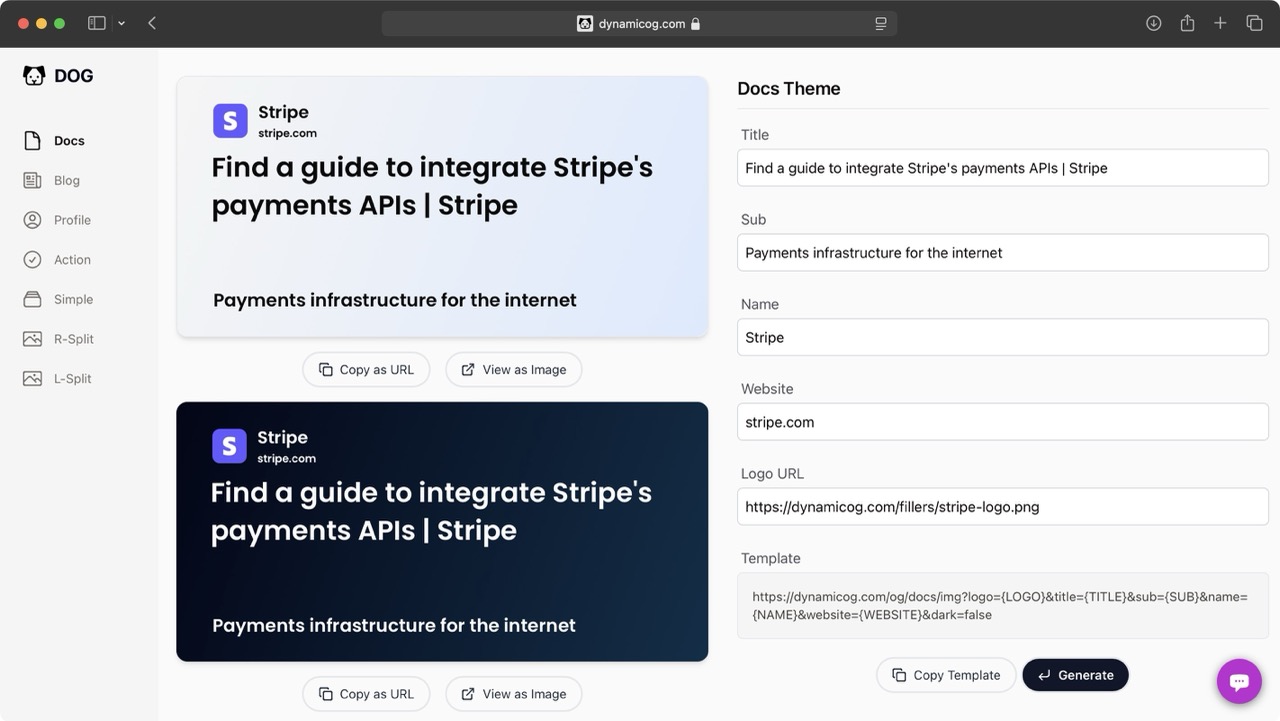 dynamicog.com
DOG
Docs
Blog
Profile
Action
Simple
R-Split
L-Split
S
Stripe
stripe.com
Find a guide to integrate Stripe's
payments APIs | Stripe
Payments infrastructure for the internet
Copy as URL
View as Image
S
Stripe
stripe.com
Find a guide to integrate Stripe's
payments APIs | Stripe
Payments infrastructure for the internet
Copy as URL
View as Image
Docs Theme
Title
Find a guide to integrate Stripe's payments APIs | Stripe
Sub
Payments infrastructure for the internet
Name
Stripe
Website
stripe.com
Logo URL
https://dynamicog.com/fillers/stripe-logo.png
Template
https://dynamicog.com/og/docs/img?logo={LOGO}&title={TITLE}&sub={SUB}&name=
{NAME}&website={WEBSITE}&dark=false
Copy Template
Generate